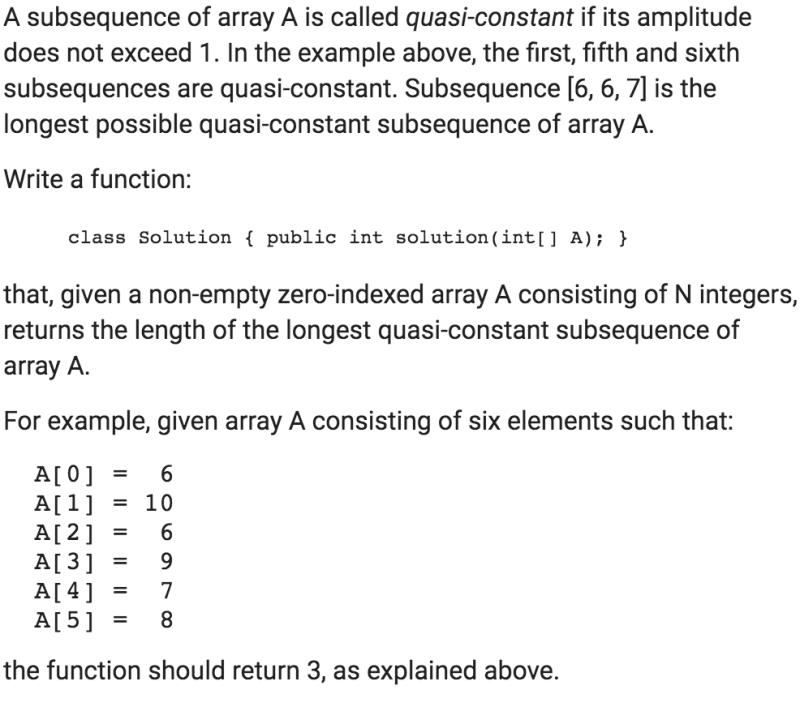 A subsequence of array A is called quasi-constant if its amplitude
does not exceed 1. In the example above, the first, fifth and sixth
subsequences are quasi-constant. Subsequence [6, 6, 7] is the
longest possible quasi-constant subsequence of array A.
Write a function:
class Solution { public int solution(int[] A); }
that, given a non-empty zero-indexed array A consisting of N integers,
returns the length of the longest quasi-constant subsequence of
array A.
For example, given array A consisting of six elements such that:
A[0] = 6
A[1] = 10
A[2] = 6
A[3] = 9
A[4] = 7
A[5] = 8
the function should return 3, as explained above.